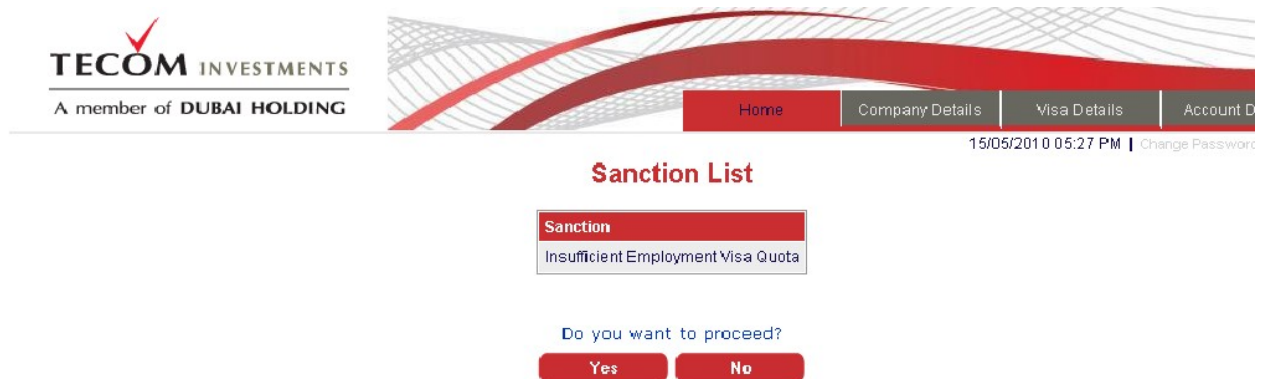 TECOM INVESTMENTS
A member of DUBAI HOLDING
Home Company Details Visa Details Account D
15/05/2010 05:27 PM | Change Password
Sanction List
Sanction
Insufficient Employment Visa Quota
Do you want to proceed?
Yes No